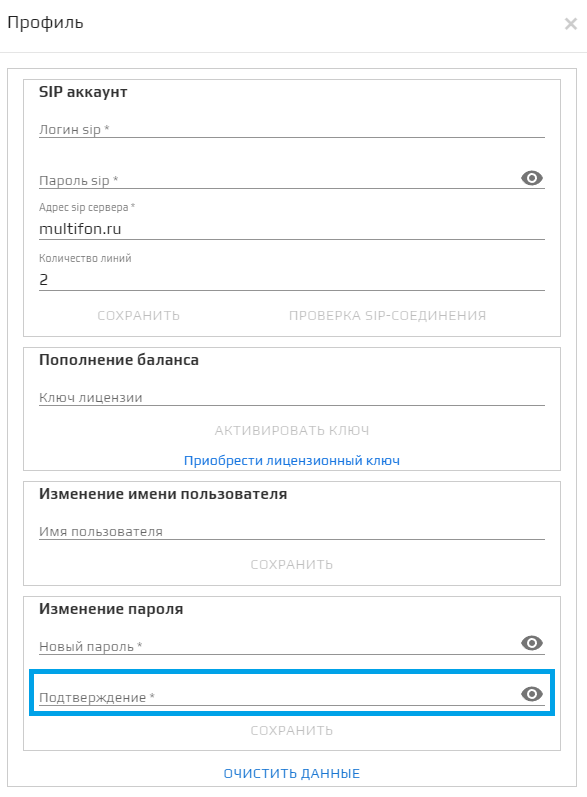 Профиль
SIP аккаунт
Логин sip *
Пароль sip *
Адрес sip сервера *
multifon.ru
Количество линий
2
СОХРАНИТЬ ПРОВЕРКА SIP-СОЕДИНЕНИЯ
Пополнение баланса
Ключ лицензии
АКТИВИРОВАТЬ КЛЮЧ
Приобрести лицензионный ключ
Изменение имени пользователя
Имя пользователя
СОХРАНИТЬ
Изменение пароля
Новый пароль *
Подтверждение *
СОХРАНИТЬ
ОЧИСТИТЬ ДАННЫЕ